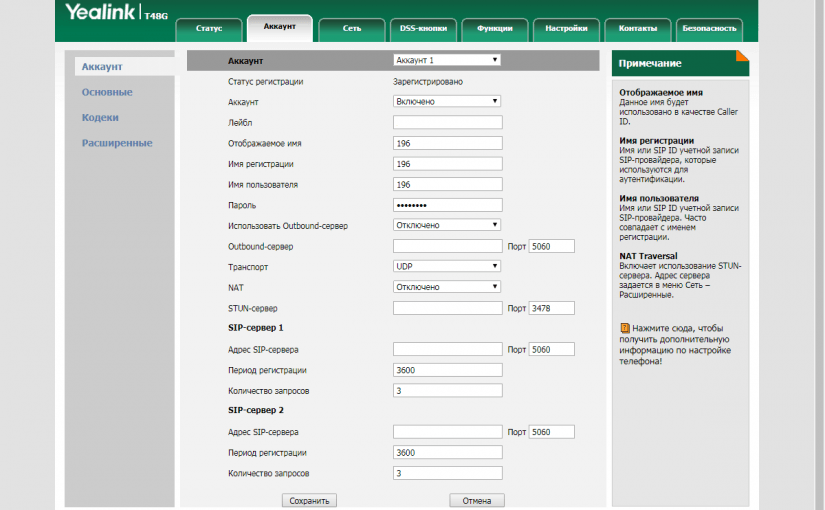 Yealink T48G
Статус Аккаунт Сеть DSS-кнопки Функции Настройки Контакты Безопасность
Аккаунт
Основные
Кодеки
Расширенные
Аккаунт Аккаунт 1
Статус регистрации Зарегистрировано
Аккаунт Включено
Лейбл
Отображаемое имя 196
Имя регистрации 196
Имя пользователя 196
Пароль ••••••••
Использовать Outbound-сервер Отключено
Outbound-сервер Порт 5060
Транспорт UDP
NAT Отключено
STUN-сервер Порт 3478
SIP-сервер 1
Адрес SIP-сервера Порт 5060
Период регистрации 3600
Количество запросов 3
SIP-сервер 2
Адрес SIP-сервера Порт 5060
Период регистрации 3600
Количество запросов 3
Сохранить Отмена
Примечание
Отображаемое имя
Данное имя будет
использовано в качестве Caller
ID.
Имя регистрации
Имя или SIP ID учетной записи
SIP-провайдера, которые
используются для
аутентификации.
Имя пользователя
Имя или SIP ID учетной записи
SIP-провайдера. Часто
совпадает с именем
регистрации.
NAT Traversal
Включает использование STUN-
сервера. Адрес сервера
задается в меню Сеть –
Расширенные.
Нажмите сюда, чтобы
получить дополнительную
информацию по настройке
телефона!